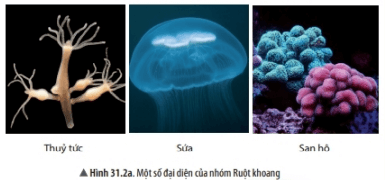 Thuỷ tức
Sứa
San hô
▲ Hình 31.2a. Một số đại diện của nhóm Ruột khoang